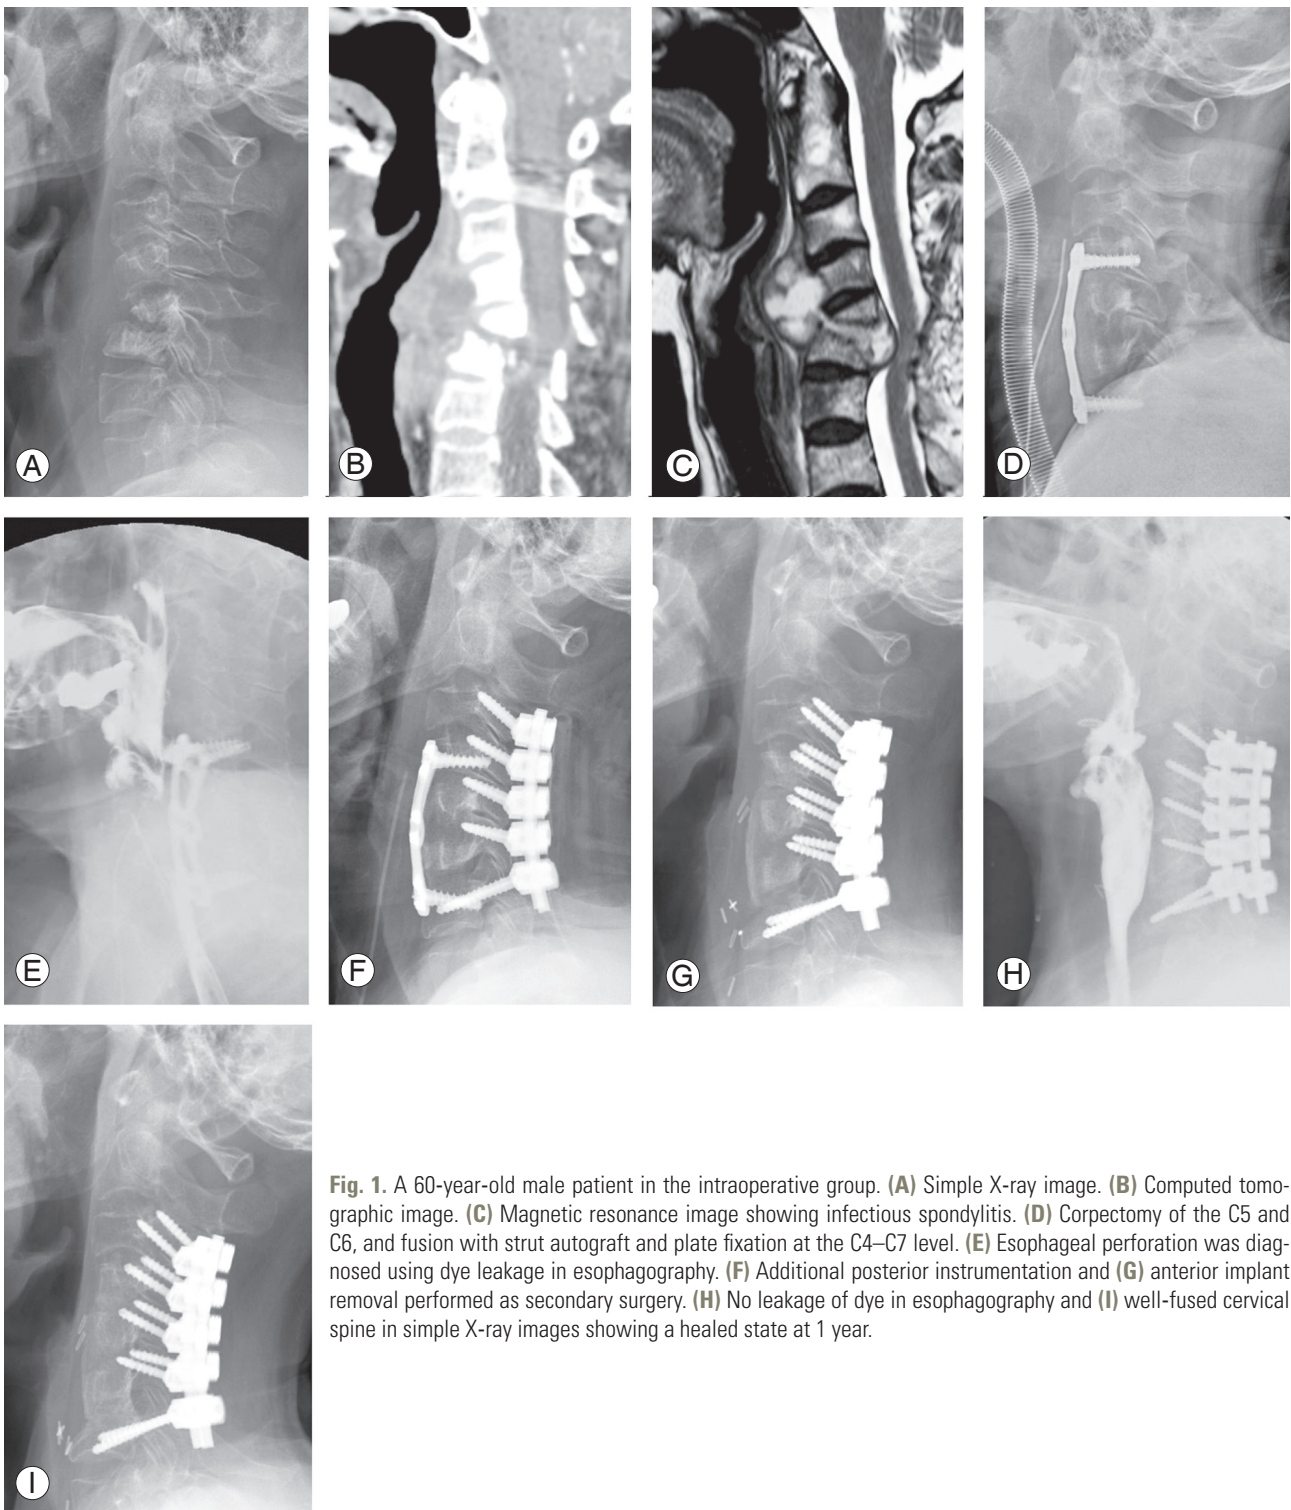 A
B
C
D
E
F
G
H
I
Fig. 1. A 60-year-old male patient in the intraoperative group. (A) Simple X-ray image. (B) Computed tomo-
graphic image. (C) Magnetic resonance image showing infectious spondylitis. (D) Corpectomy of the C5 and
C6, and fusion with strut autograft and plate fixation at the C4–C7 level. (E) Esophageal perforation was diag-
nosed using dye leakage in esophagography. (F) Additional posterior instrumentation and (G) anterior implant
removal performed as secondary surgery. (H) No leakage of dye in esophagography and (I) well-fused cervical
spine in simple X-ray images showing a healed state at 1 year.